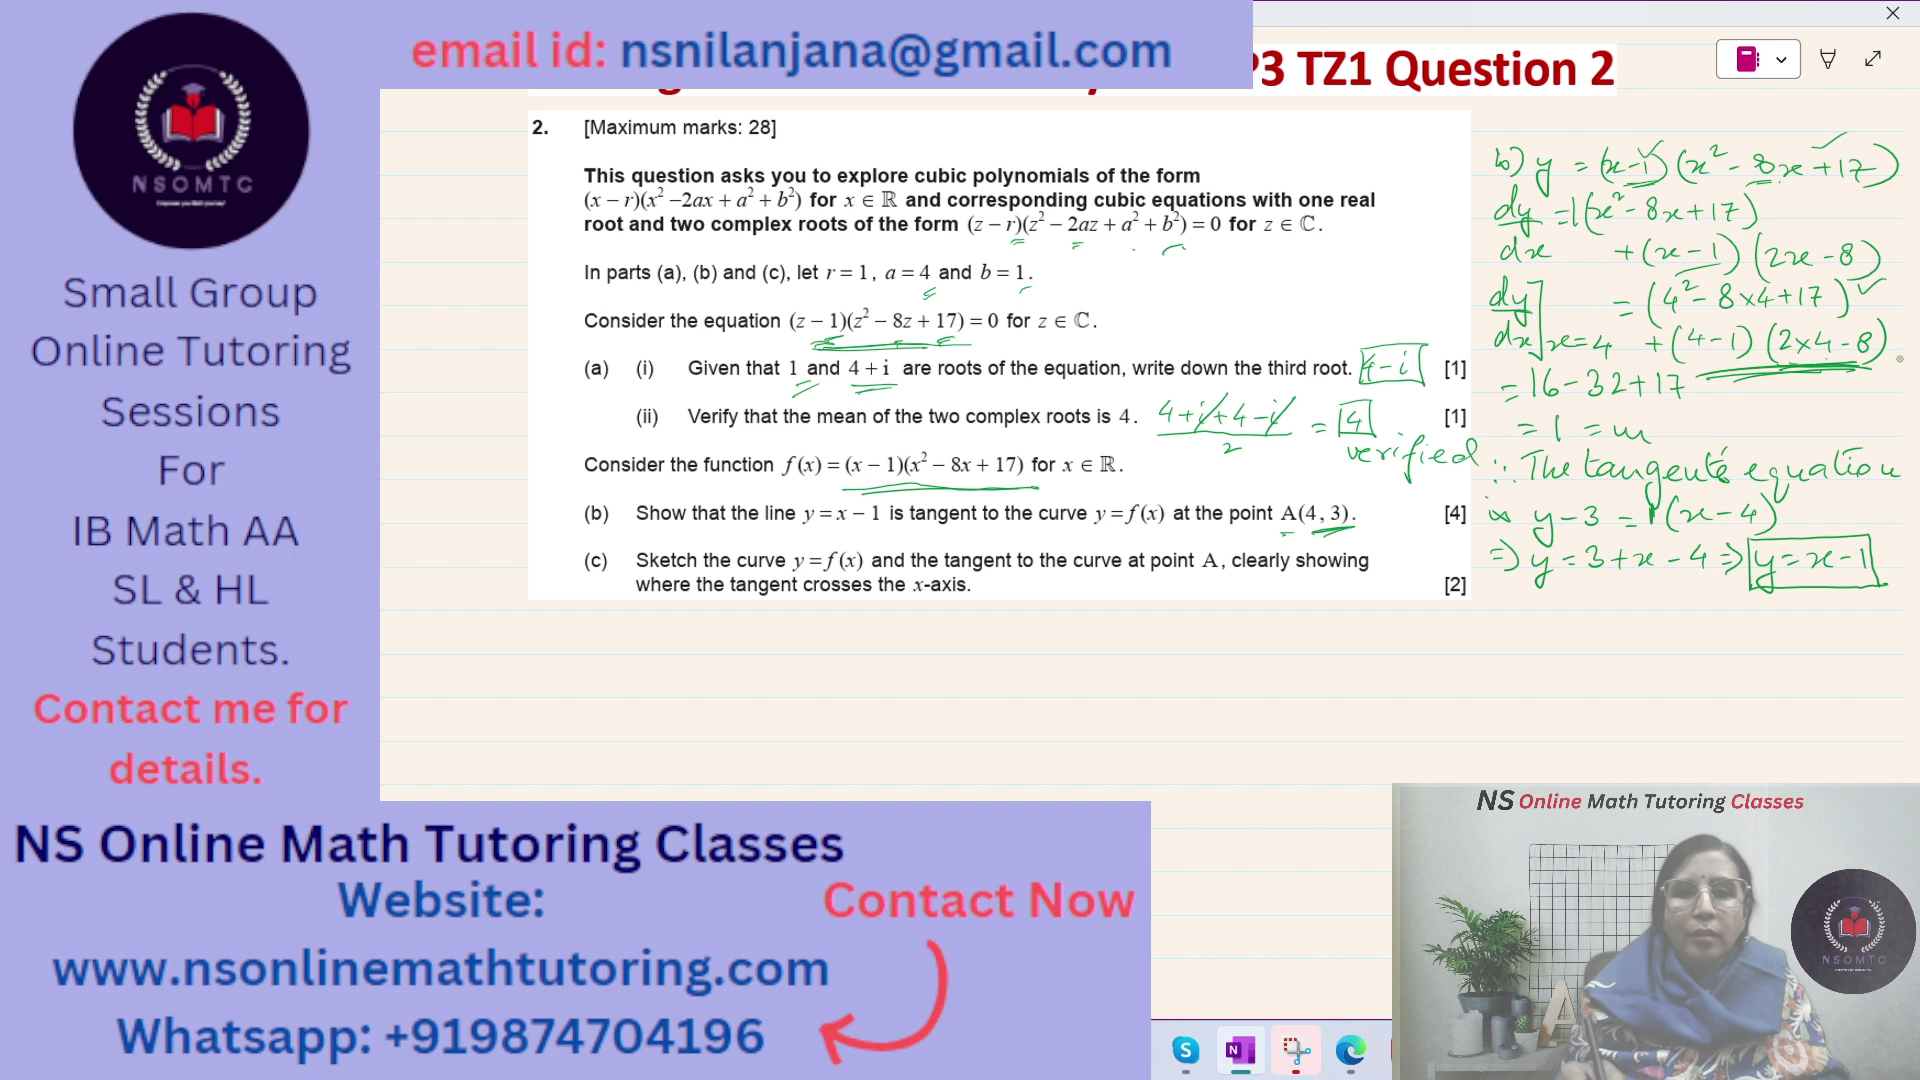 NSOMTC
Small Group
Online Tutoring
Sessions
For
IB Math AA
SL & HL
Students.
Contact me for
details.
email id: nsnilanjana@gmail.com
P3 TZ1 Question 2
2. [Maximum marks: 28]
This question asks you to explore cubic polynomials of the form
(x − r)(x² − 2ax + a² + b²) for x ∈ ℝ and corresponding cubic equations with one real
root and two complex roots of the form (z − r)(z² − 2az + a² + b²) = 0 for z ∈ ℂ.
In parts (a), (b) and (c), let r = 1, a = 4 and b = 1.
Consider the equation (z − 1)(z² − 8z + 17) = 0 for z ∈ ℂ.
(a) (i) Given that 1 and 4 + i are roots of the equation, write down the third root. 4 − i [1]
(ii) Verify that the mean of the two complex roots is 4. (4+i+4−i)/2 = 4 [1]
verified
Consider the function f(x) = (x − 1)(x² − 8x + 17) for x ∈ ℝ.
(b) Show that the line y = x − 1 is tangent to the curve y = f(x) at the point A(4, 3). [4]
(c) Sketch the curve y = f(x) and the tangent to the curve at point A, clearly showing
where the tangent crosses the x-axis. [2]
b) y = (x−1)(x² − 8x + 17)
dy/dx = 1(x² − 8x + 17)
+ (x − 1)(2x − 8)
dy/dx]x=4 = (4² − 8×4 + 17)
+ (4−1)(2×4−8)
= 16 − 32 + 17
= 1 = m
∴ The tangent's equation
is y − 3 = 1(x − 4)
⇒ y = 3 + x − 4 ⇒ y = x − 1
NS Online Math Tutoring Classes
Website:
www.nsonlinemathtutoring.com
Whatsapp: +919874704196
Contact Now
NS Online Math Tutoring Classes
NSOMTC